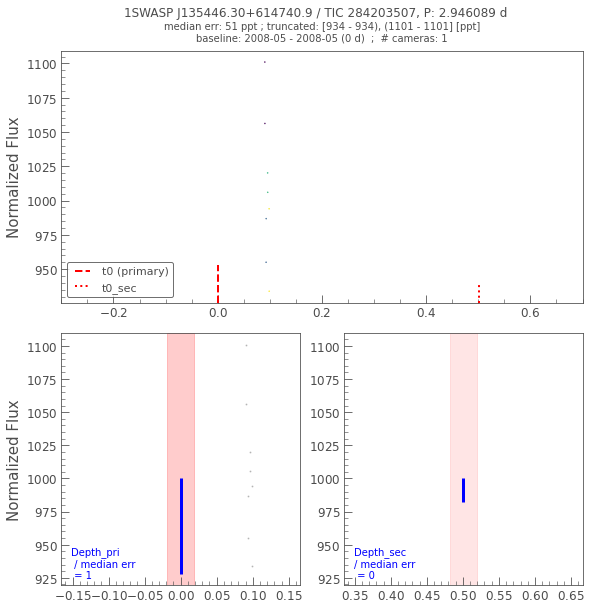 1SWASP J135446.30+614740.9 / TIC 284203507, P: 2.946089 d
median err: 51 ppt ; truncated: [934 - 934), (1101 - 1101] [ppt]
baseline: 2008-05 - 2008-05 (0 d)  ;  # cameras: 1
Normalized Flux
1100
1075
1050
1025
1000
975
950
t0 (primary)
t0_sec
−0.2 0.0 0.2 0.4 0.6
Normalized Flux
1100
1075
1050
1025
1000
975
950
925
Depth_pri
/ median err
= 1
−0.15 −0.10 −0.05 0.00 0.05 0.10 0.15
1100
1075
1050
1025
1000
975
950
925
Depth_sec
/ median err
= 0
0.35 0.40 0.45 0.50 0.55 0.60 0.65